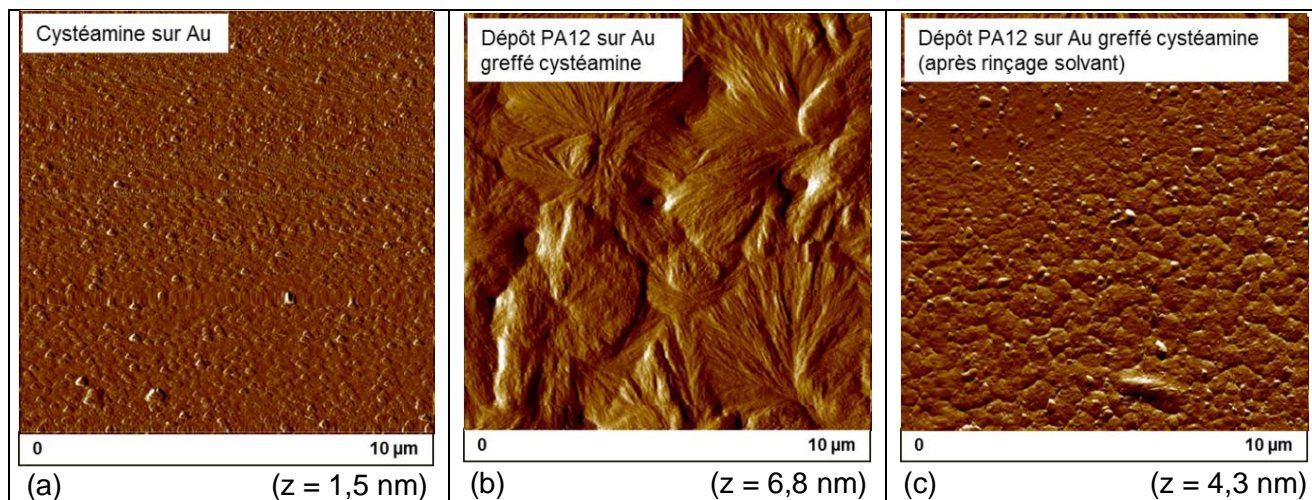 Cystéamine sur Au
0 10 µm
(a) (z = 1,5 nm)
Dépôt PA12 sur Au
greffé cystéamine
0 10 µm
(b) (z = 6,8 nm)
Dépôt PA12 sur Au greffé cystéamine
(après rinçage solvant)
0 10 µm
(c) (z = 4,3 nm)